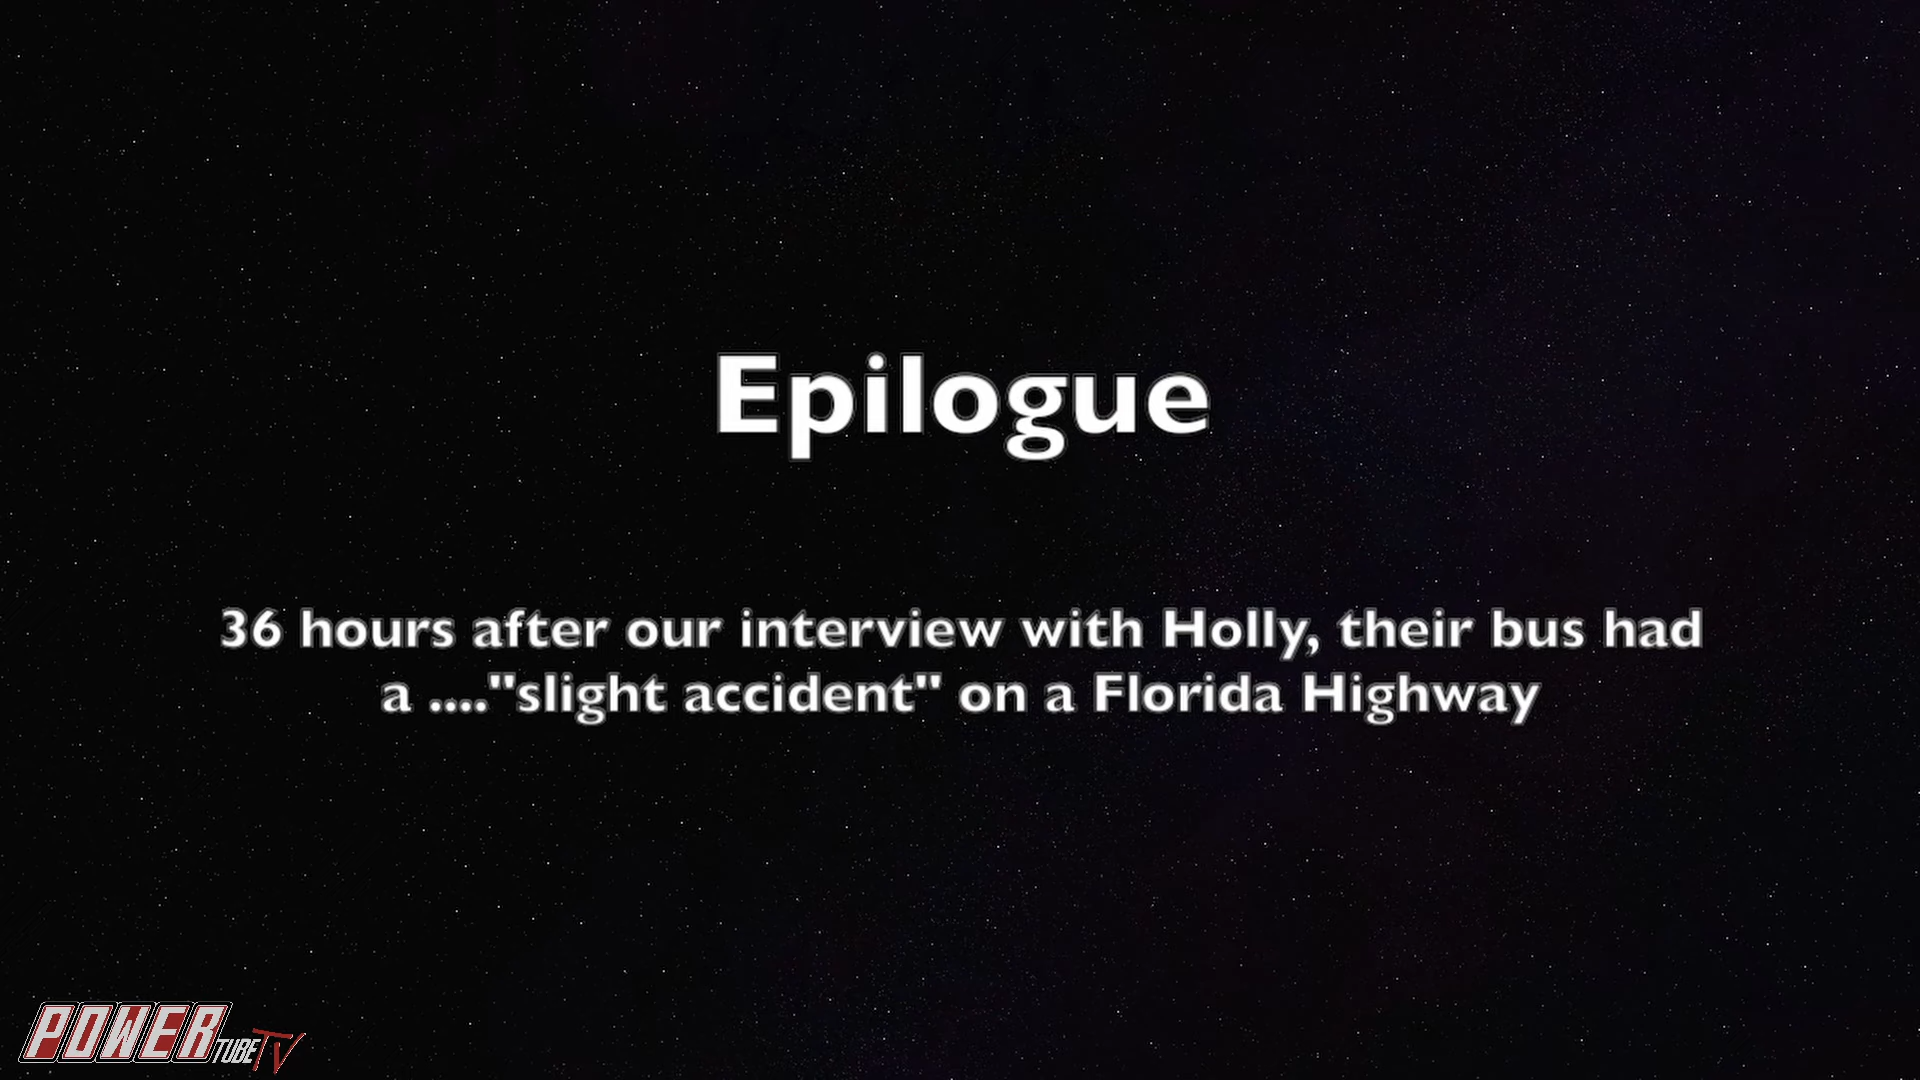 Epilogue
36 hours after our interview with Holly, their bus had
a ...."slight accident" on a Florida Highway
POWER TUBE TV